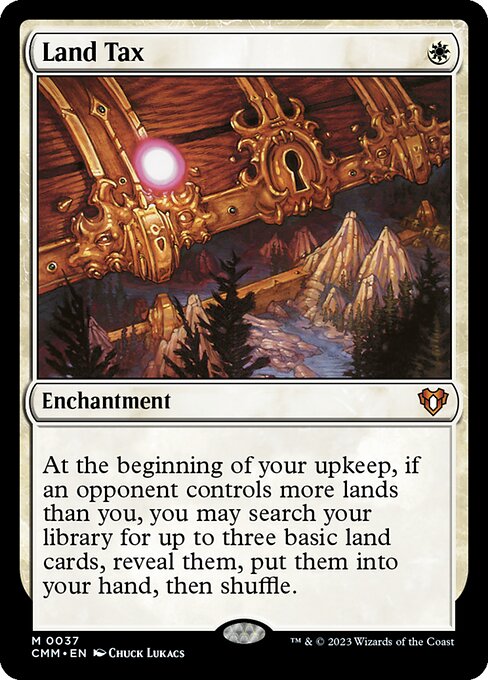 Land Tax
Enchantment
At the beginning of your upkeep, if
an opponent controls more lands
than you, you may search your
library for up to three basic land
cards, reveal them, put them into
your hand, then shuffle.
M 0037
CMM • EN CHUCK LUKACS
™ & © 2023 Wizards of the Coast